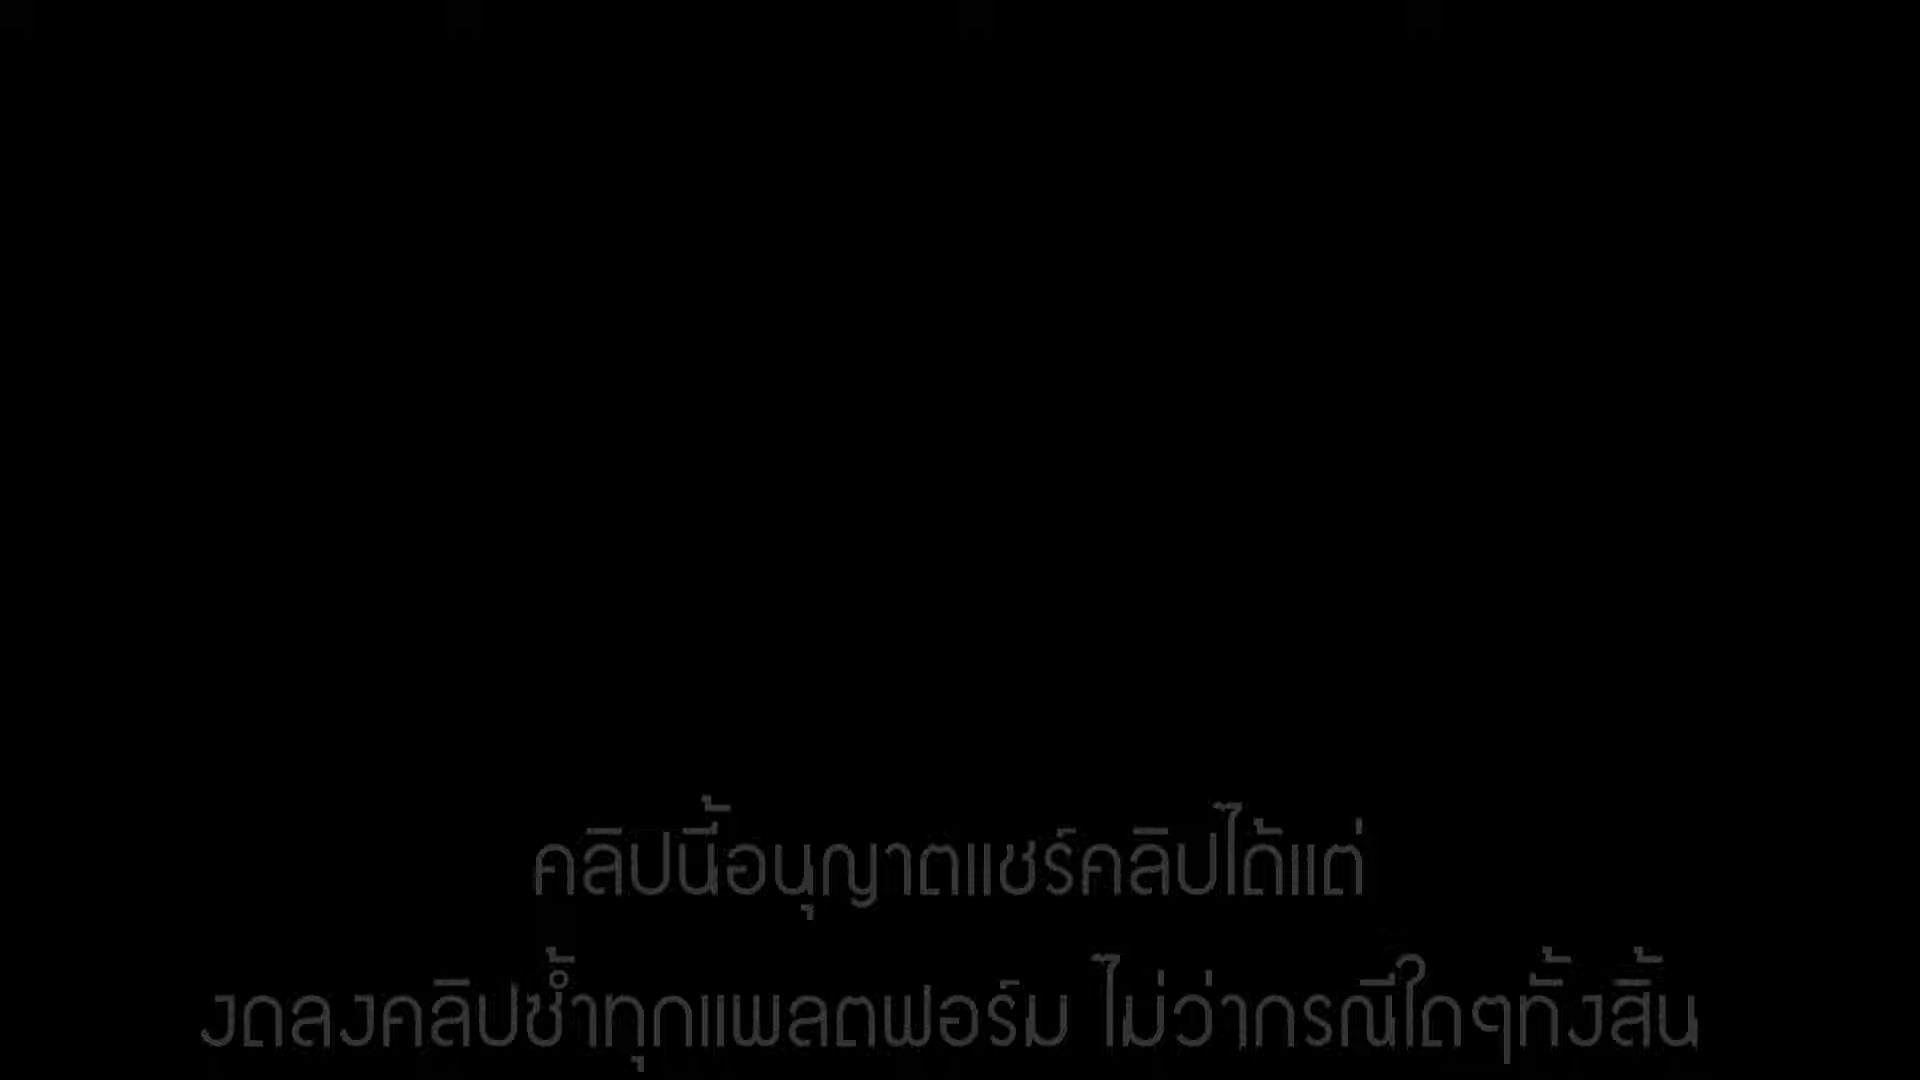 คลิปนี้อนุญาตแชร์คลิปได้แต่
งดลงคลิปซ้ำทุกแพลตฟอร์ม ไม่ว่ากรณีใดๆทั้งสิ้น